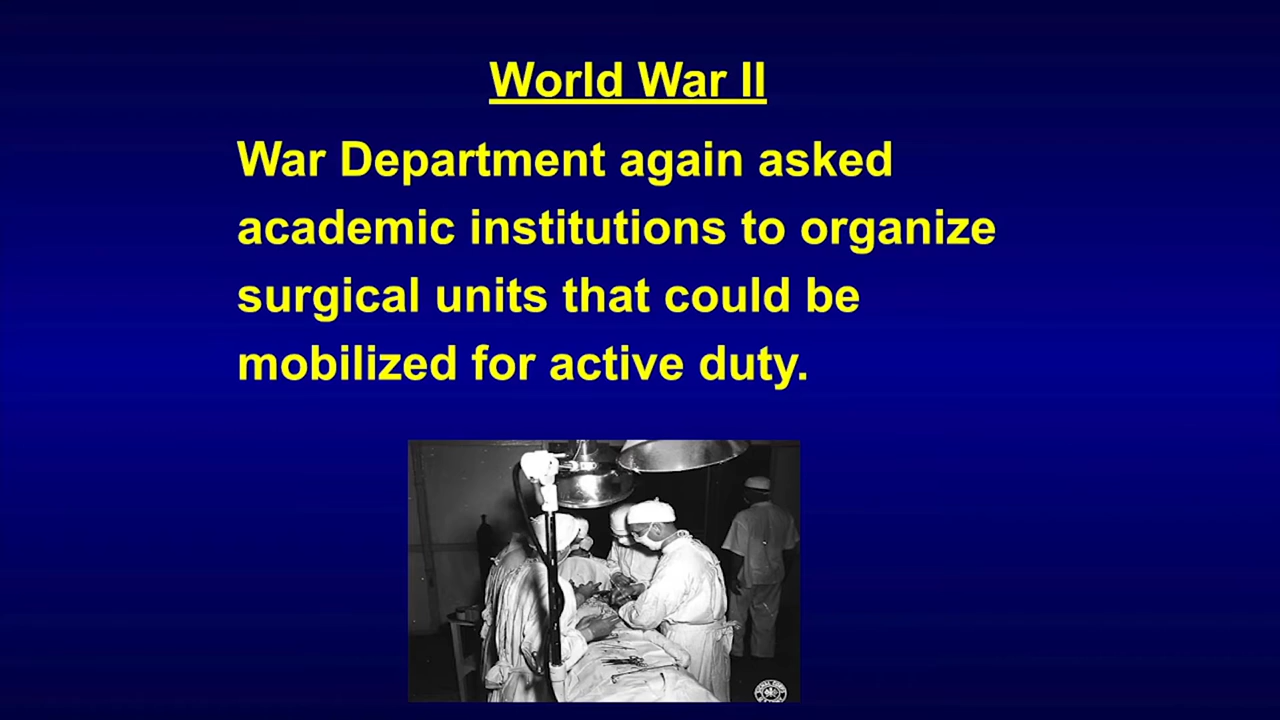 World War II
War Department again asked
academic institutions to organize
surgical units that could be
mobilized for active duty.